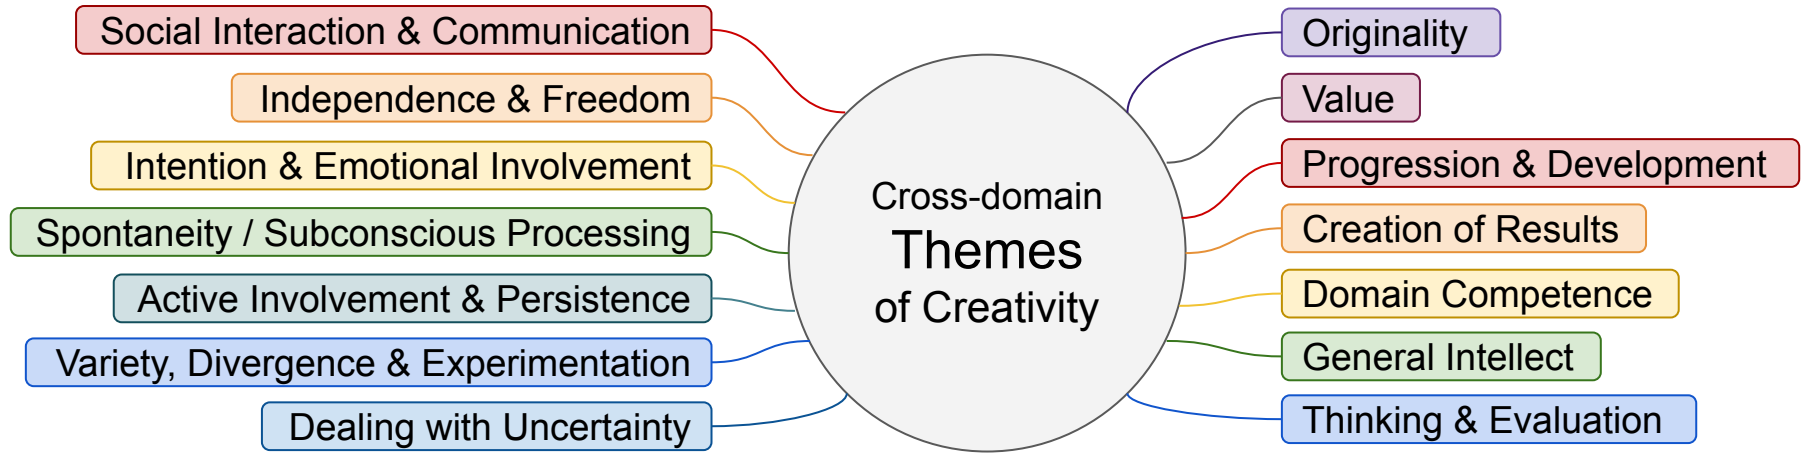 Social Interaction & Communication
Independence & Freedom
Intention & Emotional Involvement
Spontaneity / Subconscious Processing
Active Involvement & Persistence
Variety, Divergence & Experimentation
Dealing with Uncertainty
Cross-domain
Themes
of Creativity
Originality
Value
Progression & Development
Creation of Results
Domain Competence
General Intellect
Thinking & Evaluation